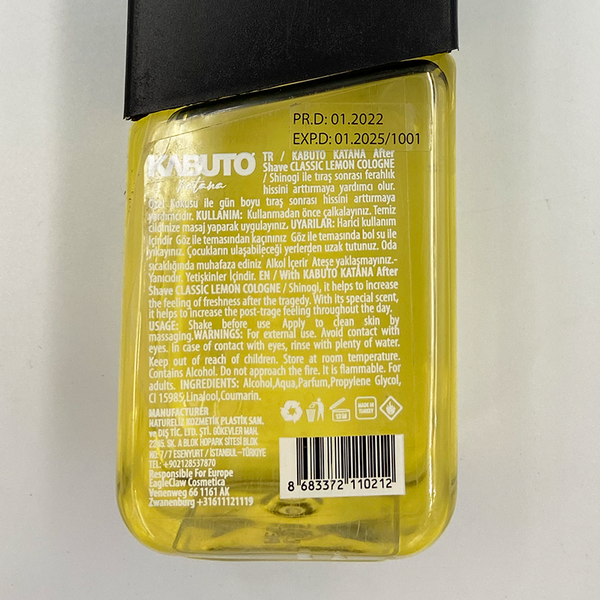 PR.D: 01.2022
EXP.D: 01.2025/1001
KABUTO
Katana
TR / KABUTO KATANA After
Shave CLASSIC LEMON COLOGNE
/ Shinogi ile tıraş sonrası ferahlık
hissini arttırmaya yardımcı olur.
Özel Kokusu ile gün boyu tıraş sonrası hissini arttırmaya
yardımcıdır. KULLANIM: Kullanmadan önce çalkalayınız. Temiz
cildinize masaj yaparak uygulayınız. UYARILAR: Harici kullanım
içindir Göz ile temasından kaçınınız Göz ile temasında bol su ile
yıkayınız. Çocukların ulaşabileceği yerlerden uzak tutunuz. Oda
sıcaklığında muhafaza ediniz Alkol İçerir Ateşe yaklaşmayınız.-
Yanıcıdır. Yetişkinler İçindir. EN / With KABUTO KATANA After
Shave CLASSIC LEMON COLOGNE / Shinogi, it helps to increase
the feeling of freshness after the tragedy. With its special scent,
it helps to increase the post-trage feeling throughout the day.
USAGE: Shake before use Apply to clean skin by
massaging.WARNINGS: For external use. Avoid contact with
eyes. In case of contact with eyes, rinse with plenty of water.
Keep out of reach of children. Store at room temperature.
Contains Alcohol. Do not approach the fire. It is flammable. For
adults. INGREDIENTS: Alcohol,Aqua,Parfum,Propylene Glycol,
CI 15985,Linalool,Coumarin.
MANUFACTURER
NATURELİZ KOZMETİK PLASTİK SAN.
ve DIŞ TİC. LTD. ŞTİ. GÖKEVLER MAH.
2245. SK. A BLOK HOPARK SİTESİ BLOK
NE: 7/7 ESENYURT / İSTANBUL -TÜRKİYE
TEL: +902128537870
Responsible For Europe
EagleClaw Cosmetica
Venenweg 66 1161 AK
Zwanenburg +31611121119
12 M
MADE IN
TURKEY
8 683372 110212